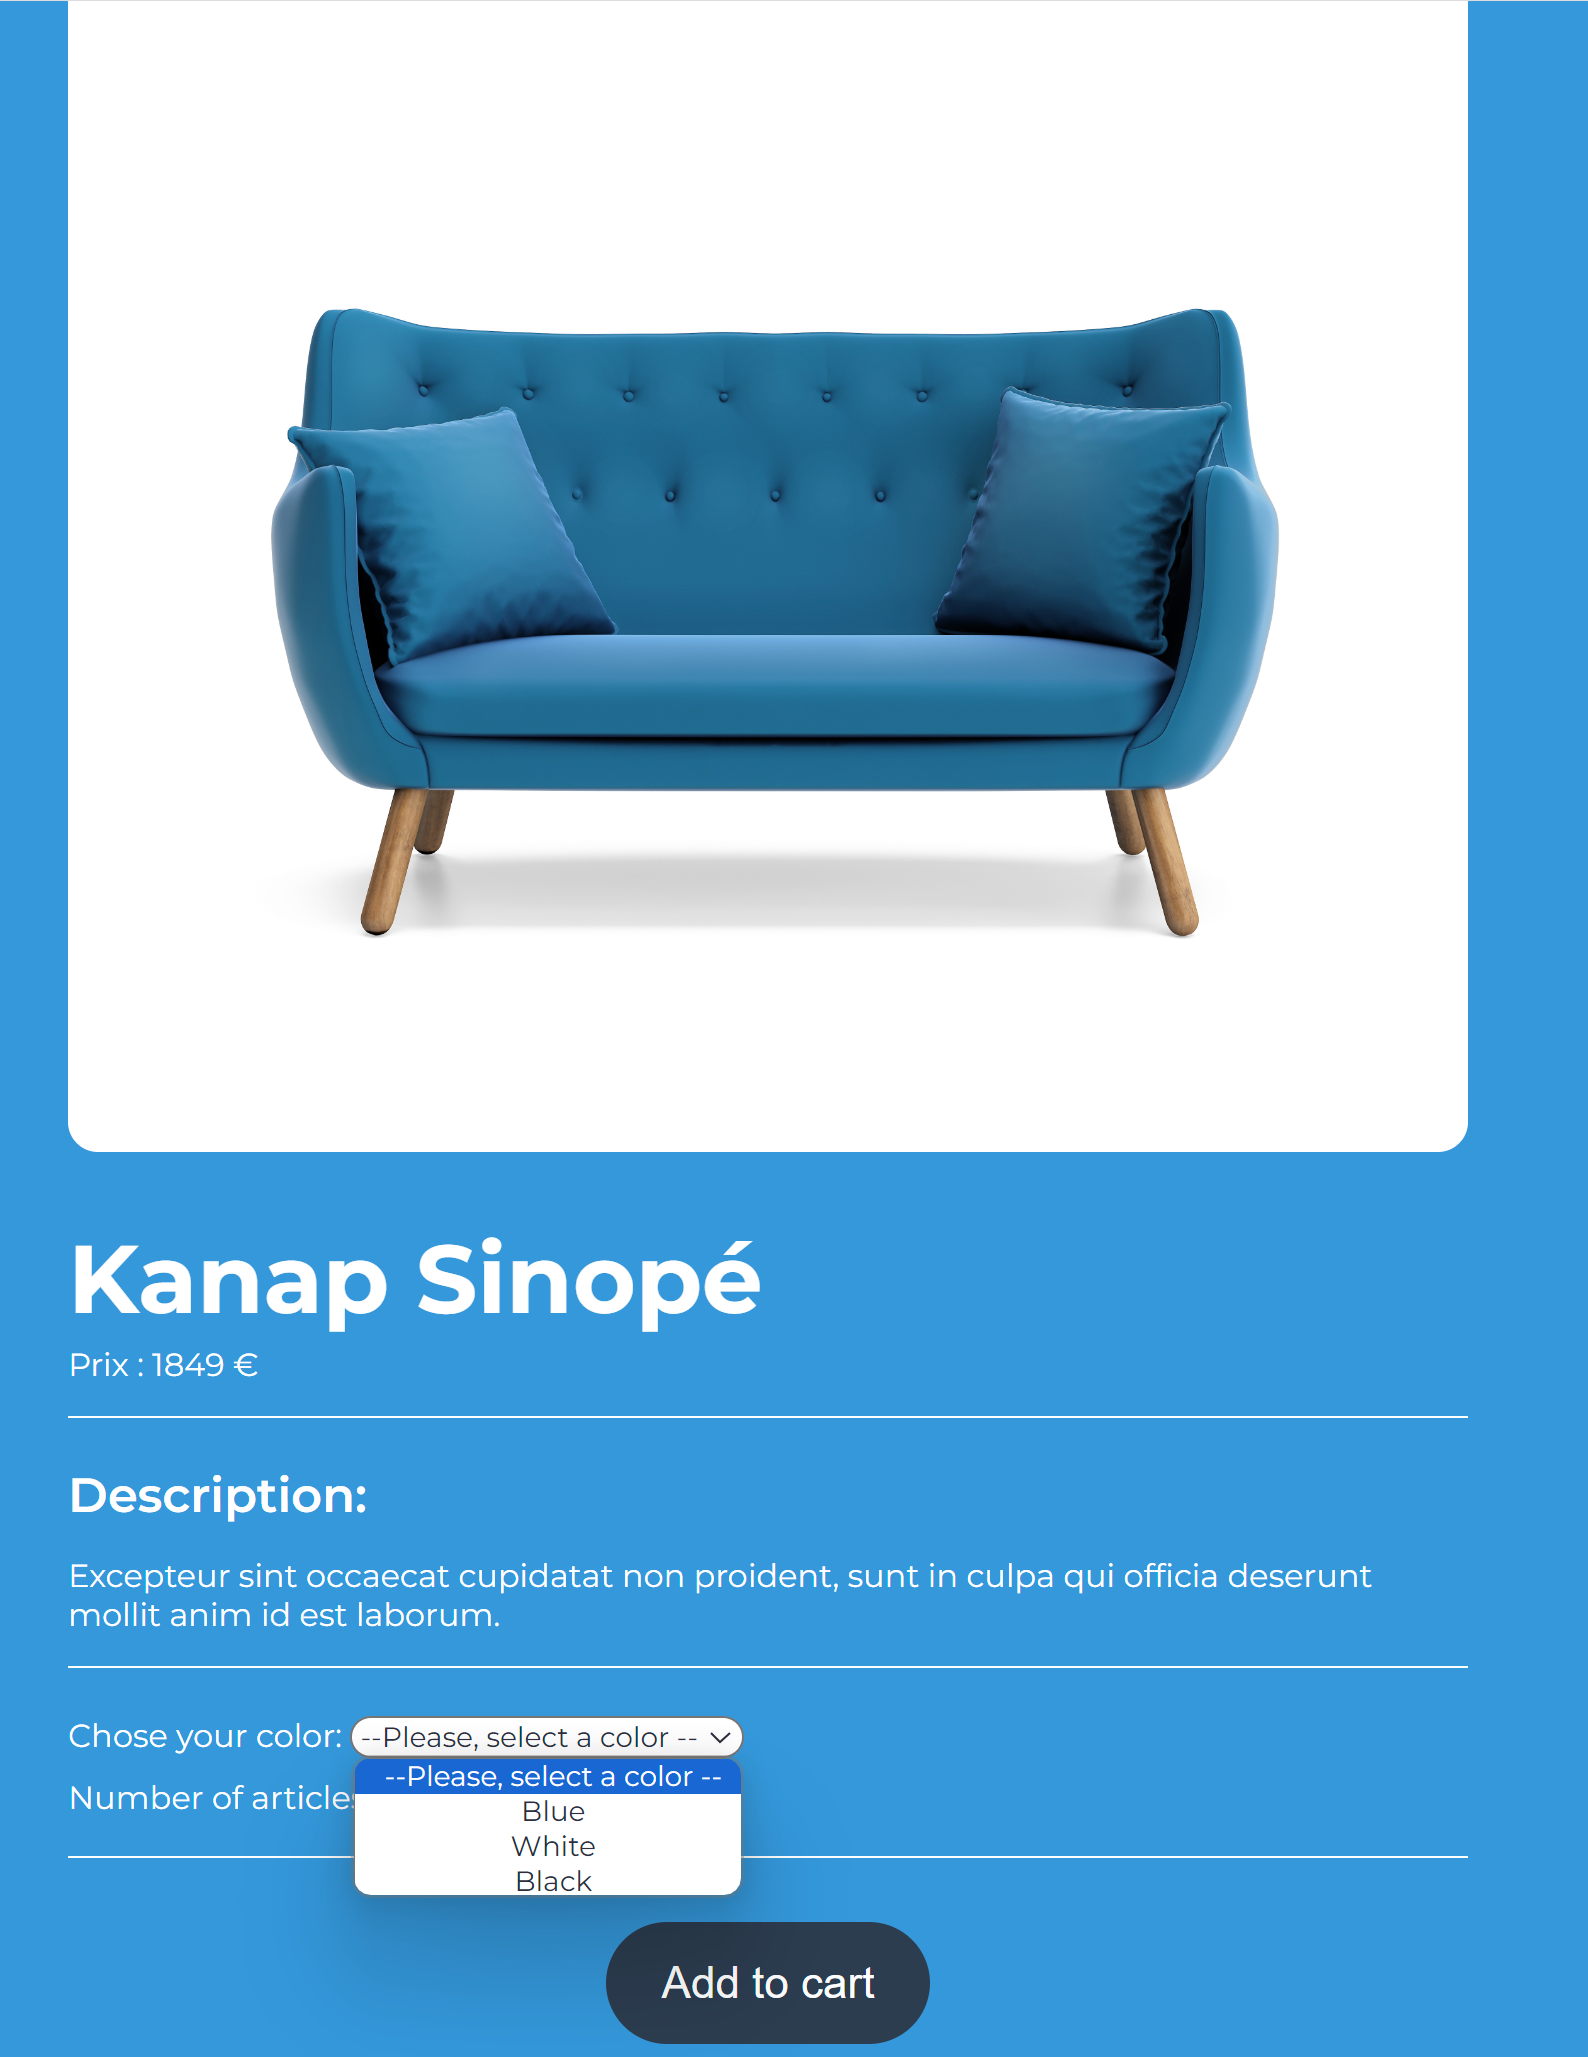 Kanap Sinopé
Prix : 1849 €
Description:
Excepteur sint occaecat cupidatat non proident, sunt in culpa qui officia deserunt
mollit anim id est laborum.
Chose your color: --Please, select a color --
--Please, select a color --
Number of articles
Blue
White
Black
Add to cart